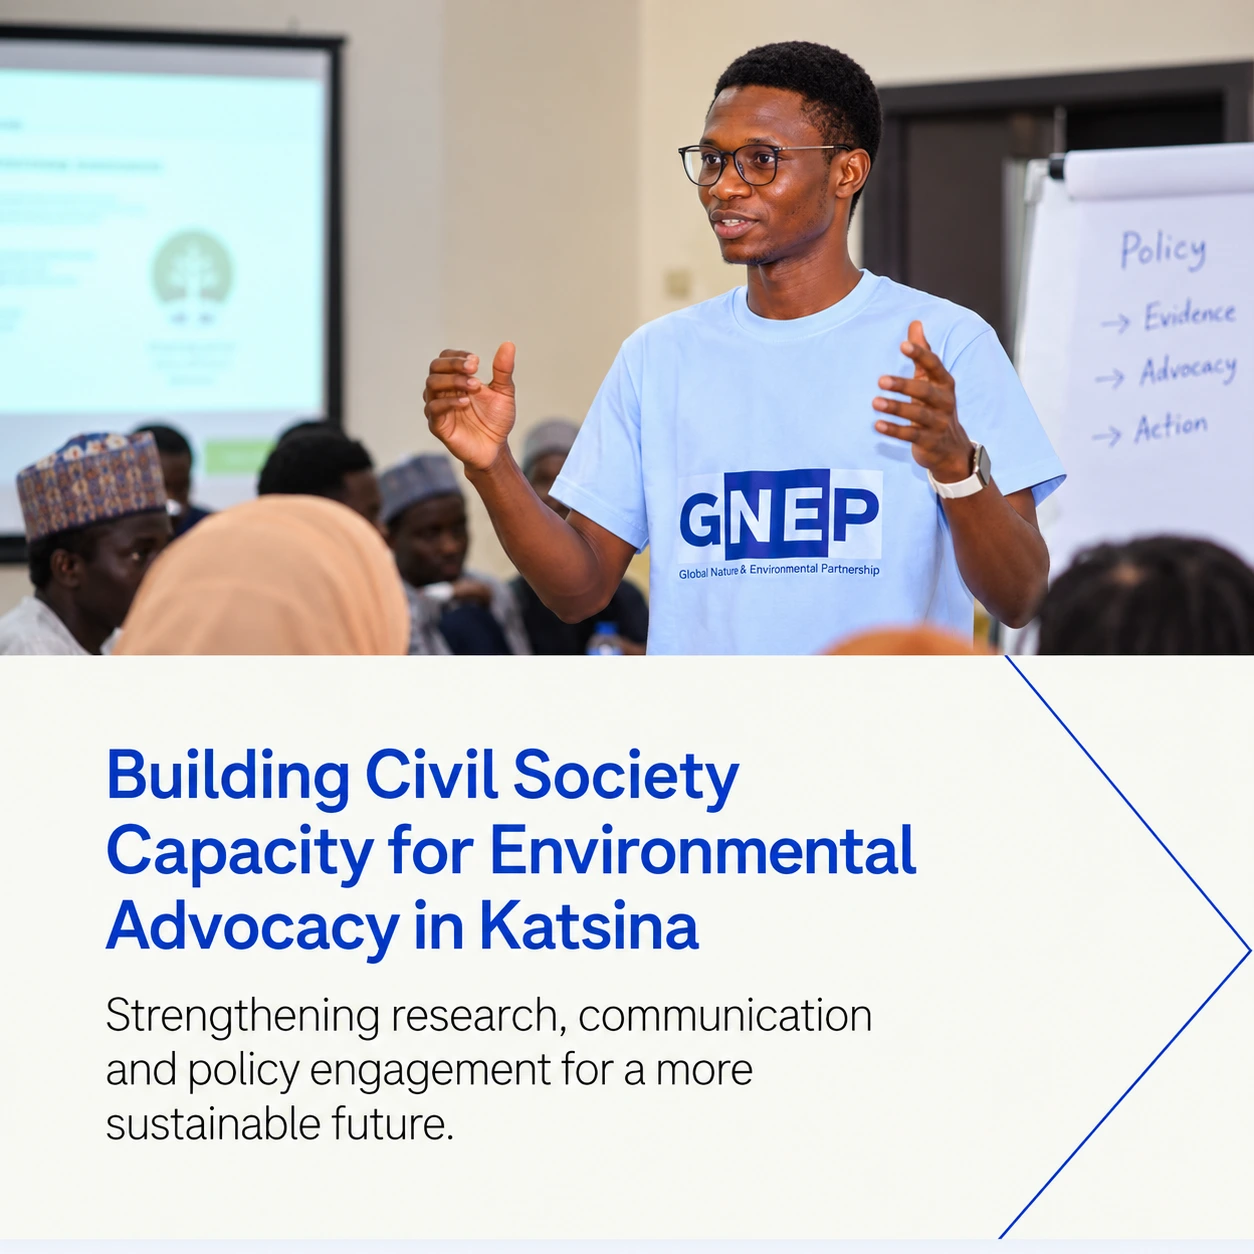 Policy
→ Evidence
→ Advocacy
→ Action
GNEP
Global Nature & Environmental Partnership
Building Civil Society
Capacity for Environmental
Advocacy in Katsina
Strengthening research, communication
and policy engagement for a more
sustainable future.